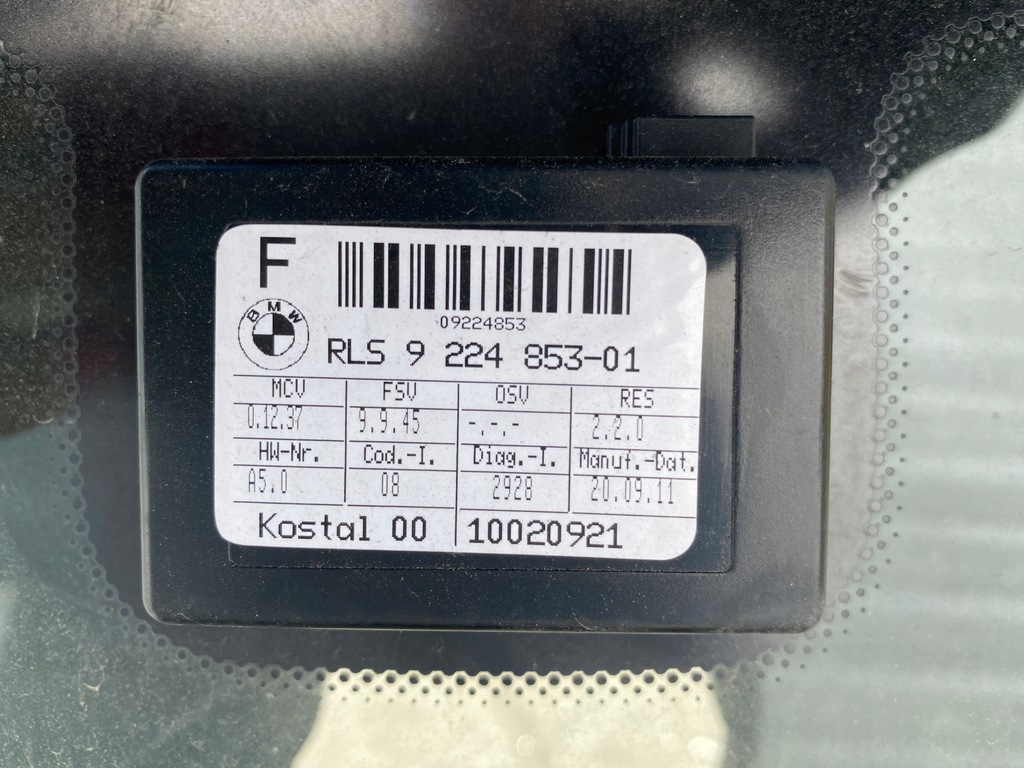 F
BMW
09224853
RLS 9 224 853-01
MCV FSV OSV RES
0.12.37 9.9.45 -.-.- 2.2.0
HW-Nr. Cod.-I. Diag.-I. Manuf.-Dat.
A5.0 08 2928 20.09.11
Kostal 00 10020921